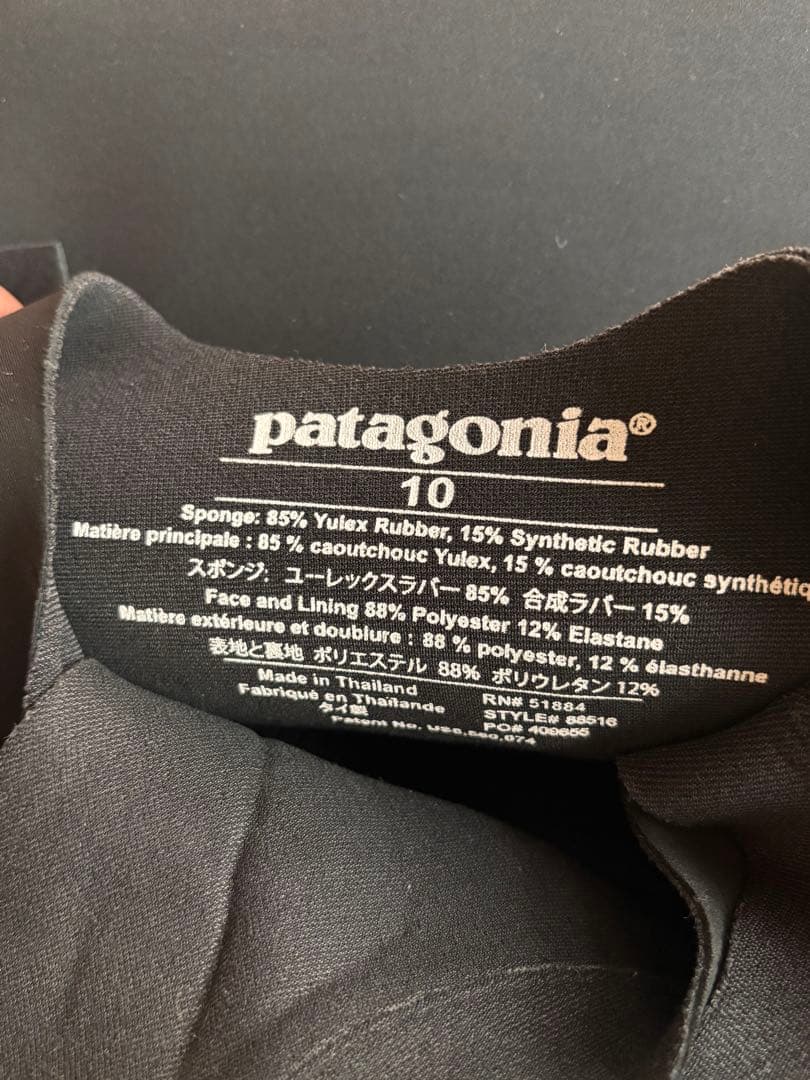 patagonia®
10
Sponge: 85% Yulex Rubber, 15% Synthetic Rubber
Matière principale : 85 % caoutchouc Yulex, 15 % caoutchouc synthétiq
スポンジ: ユーレックスラバー 85% 合成ラバー 15%
Face and Lining 88% Polyester 12% Elastane
Matière extérieure et doublure : 88 % polyester, 12 % élasthanne
表地と裏地 ポリエステル 88% ポリウレタン 12%
Made in Thailand
Fabriqué en Thaïlande
タイ製
RN# 51884
STYLE# 88516
PO# 409655
Patent No.